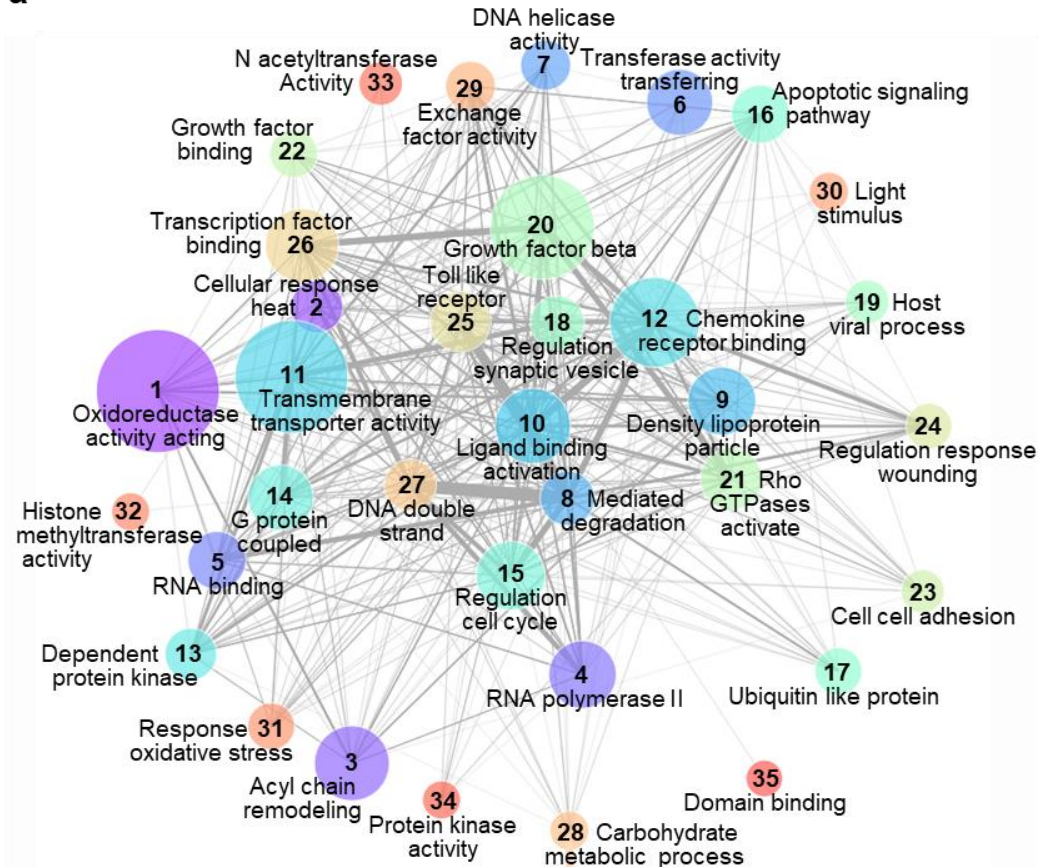 DNA helicase
activity
7
N acetyltransferase
Activity
33
29
Exchange
factor activity
Transferase activity
transferring
6
16
Apoptotic signaling
pathway
Growth factor
binding
22
30
Light
stimulus
Transcription factor
binding
26
20
Growth factor beta
Cellular response
heat
2
Toll like
receptor
25
18
Regulation
synaptic vesicle
12
Chemokine
receptor binding
19
Host
viral process
1
Oxidoreductase
activity acting
11
Transmembrane
transporter activity
10
Ligand binding
activation
9
Density lipoprotein
particle
24
Regulation response
wounding
14
G protein
coupled
27
DNA double
strand
8
Mediated
degradation
21
Rho
GTPases
activate
32
Histone
methyltransferase
activity
5
RNA binding
15
Regulation
cell cycle
23
Cell cell adhesion
13
Dependent
protein kinase
4
RNA polymerase II
17
Ubiquitin like protein
31
Response
oxidative stress
3
Acyl chain
remodeling
34
Protein kinase
activity
35
Domain binding
28
Carbohydrate
metabolic process